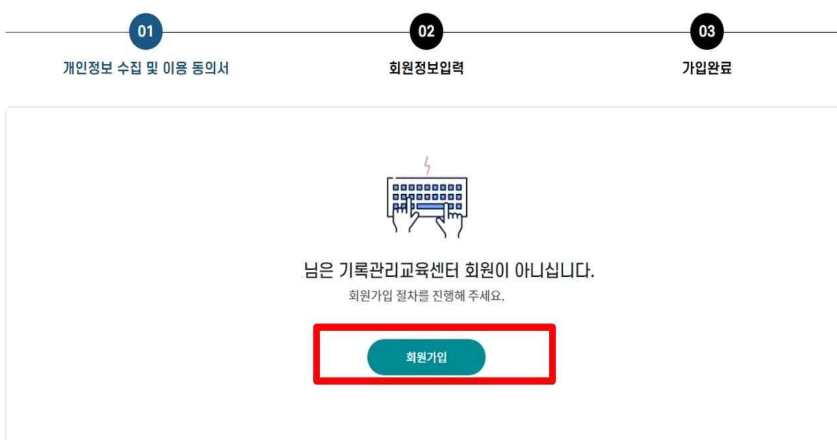 01
02
03
개인정보 수집 및 이용 동의서
회원정보입력
가입완료
님은 기록관리교육센터 회원이 아니십니다.
회원가입 절차를 진행해 주세요.
회원가입